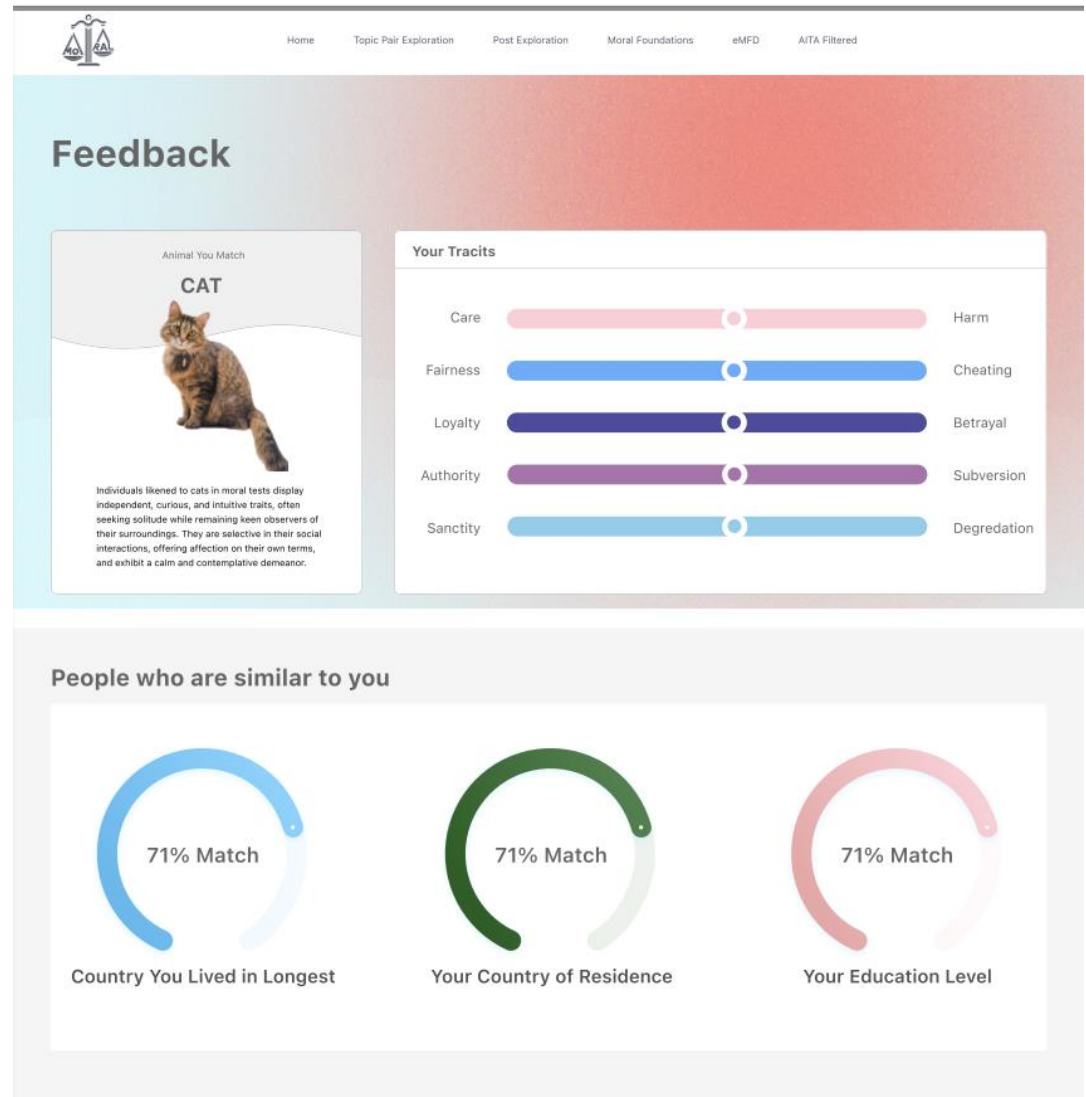 MO RAL
Home Topic Pair Exploration Post Exploration Moral Foundations eMFD AITA Filtered
Feedback
Animal You Match
CAT
Individuals likened to cats in moral tests display
independent, curious, and intuitive traits, often
seeking solitude while remaining keen observers of
their surroundings. They are selective in their social
interactions, offering affection on their own terms,
and exhibit a calm and contemplative demeanor.
Your Tracits
Care Harm
Fairness Cheating
Loyalty Betrayal
Authority Subversion
Sanctity Degredation
People who are similar to you
71% Match 71% Match 71% Match
Country You Lived in Longest Your Country of Residence Your Education Level